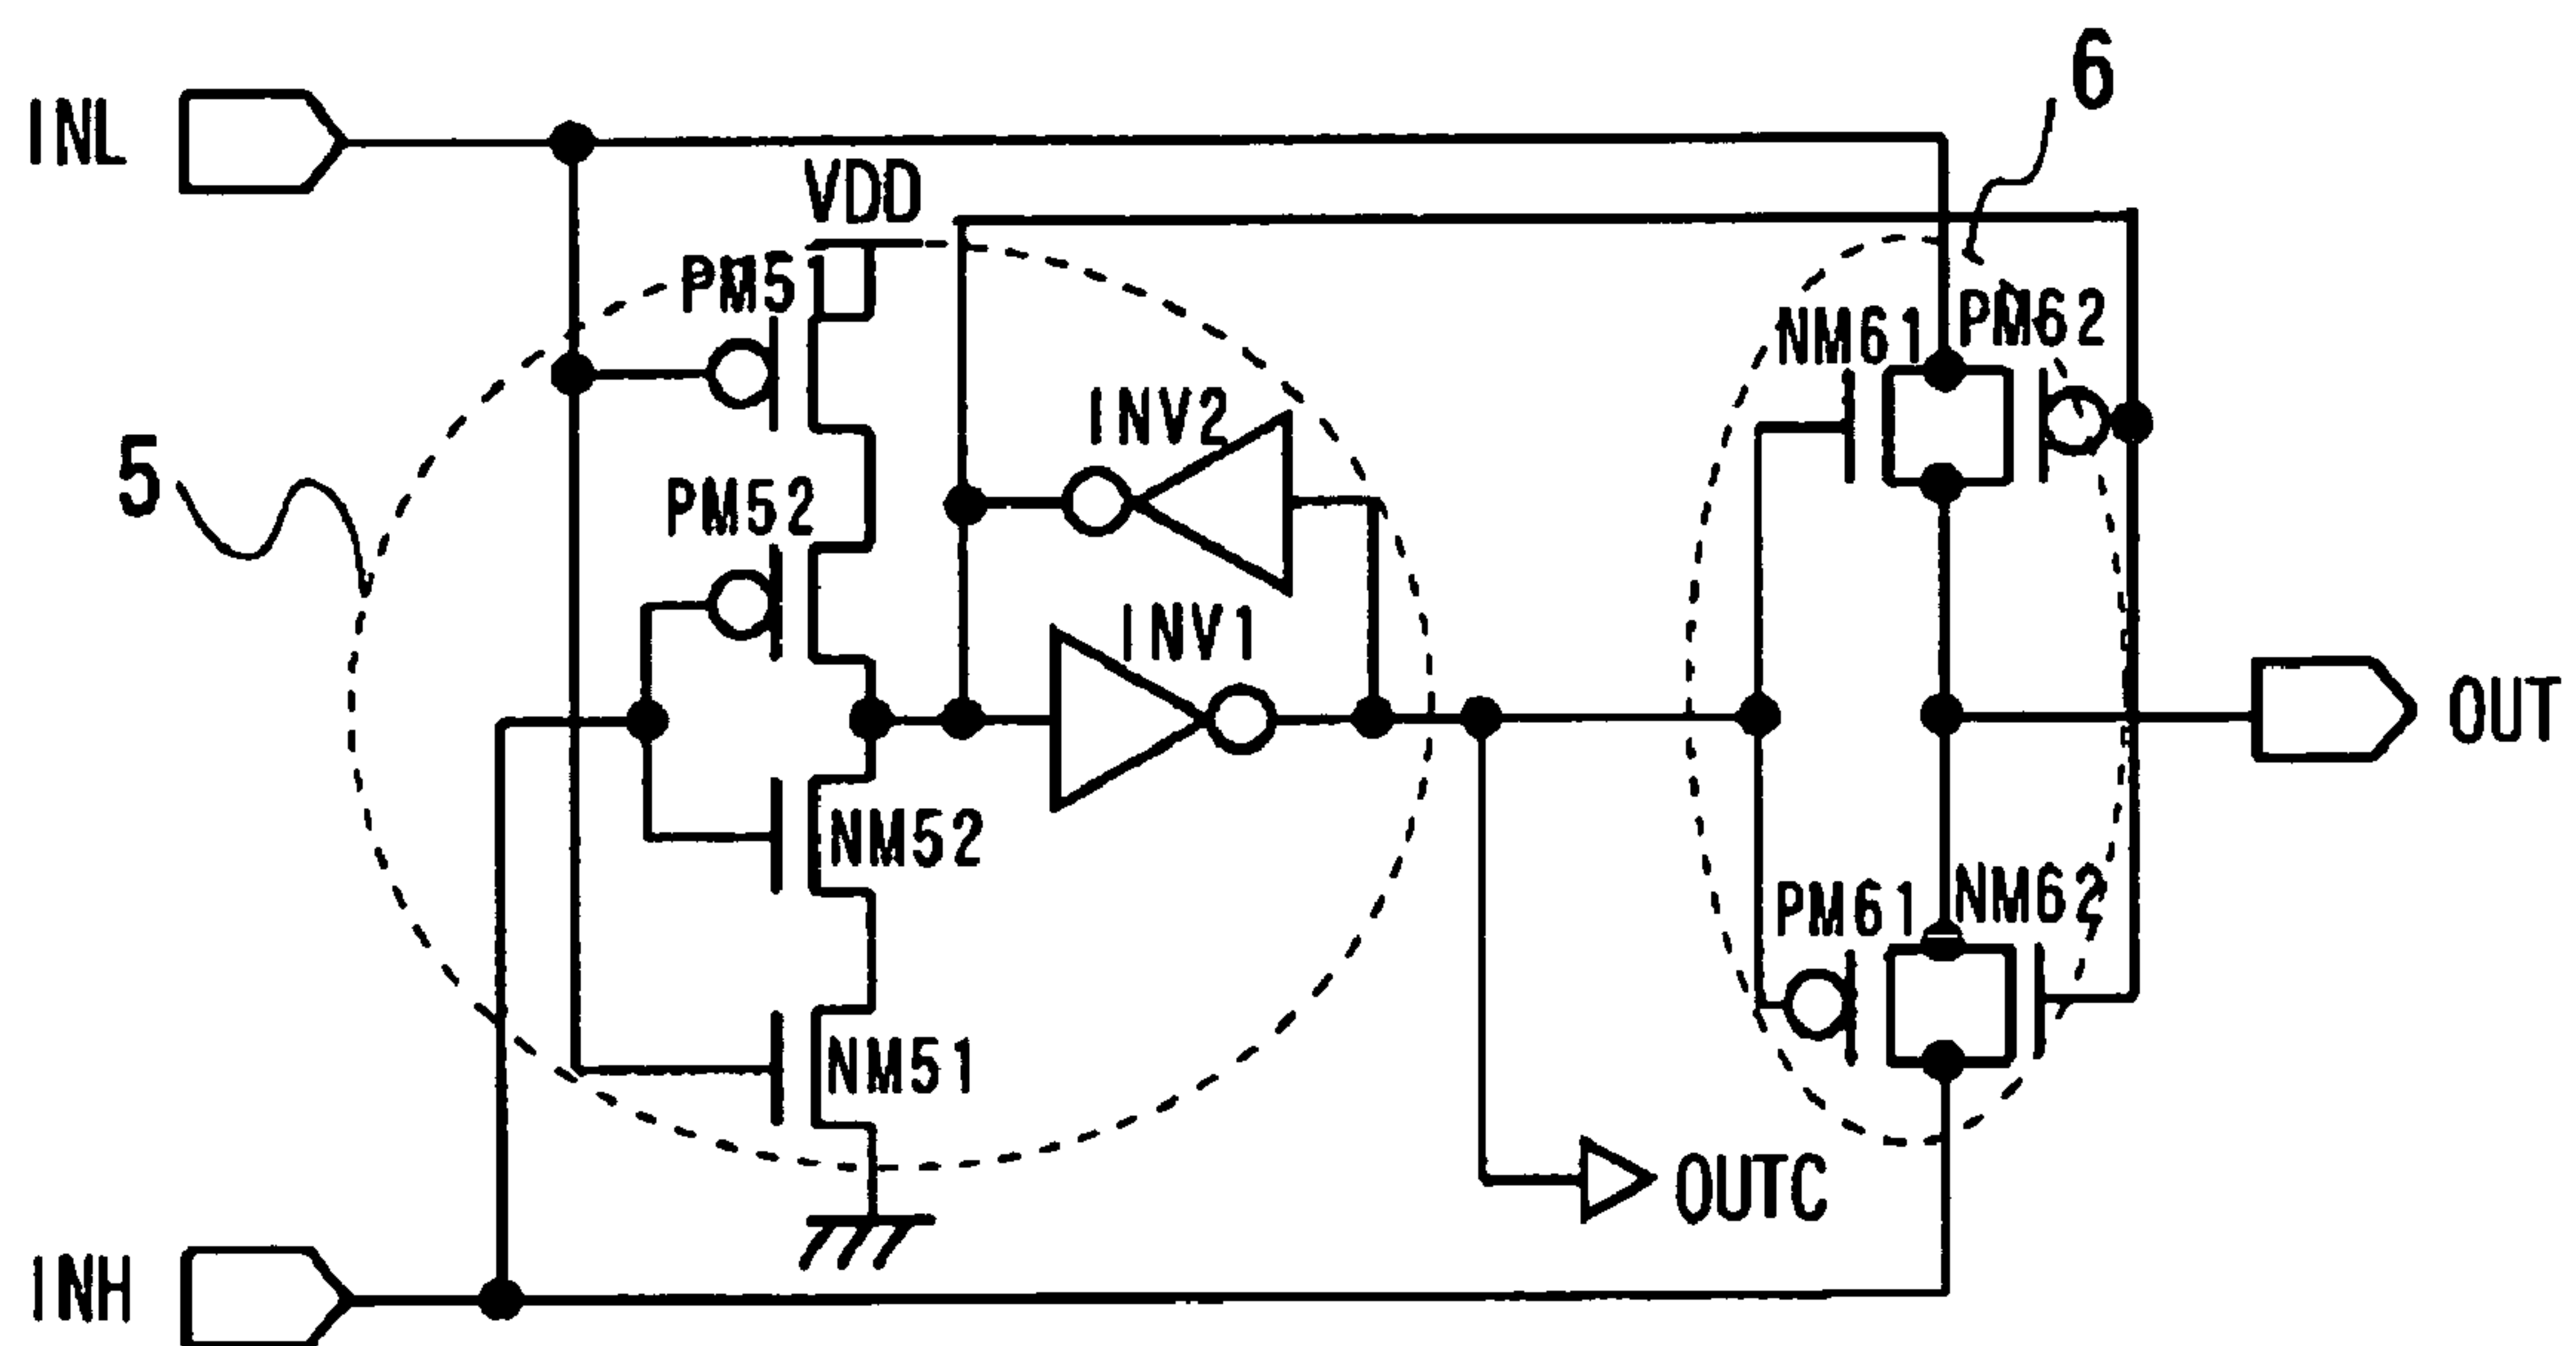 6
INL
VDD
PM51
NM61
PM62
INV2
5
PM52
INV1
OUT
NM52
PM61
NM62
NM51
OUTC
INH